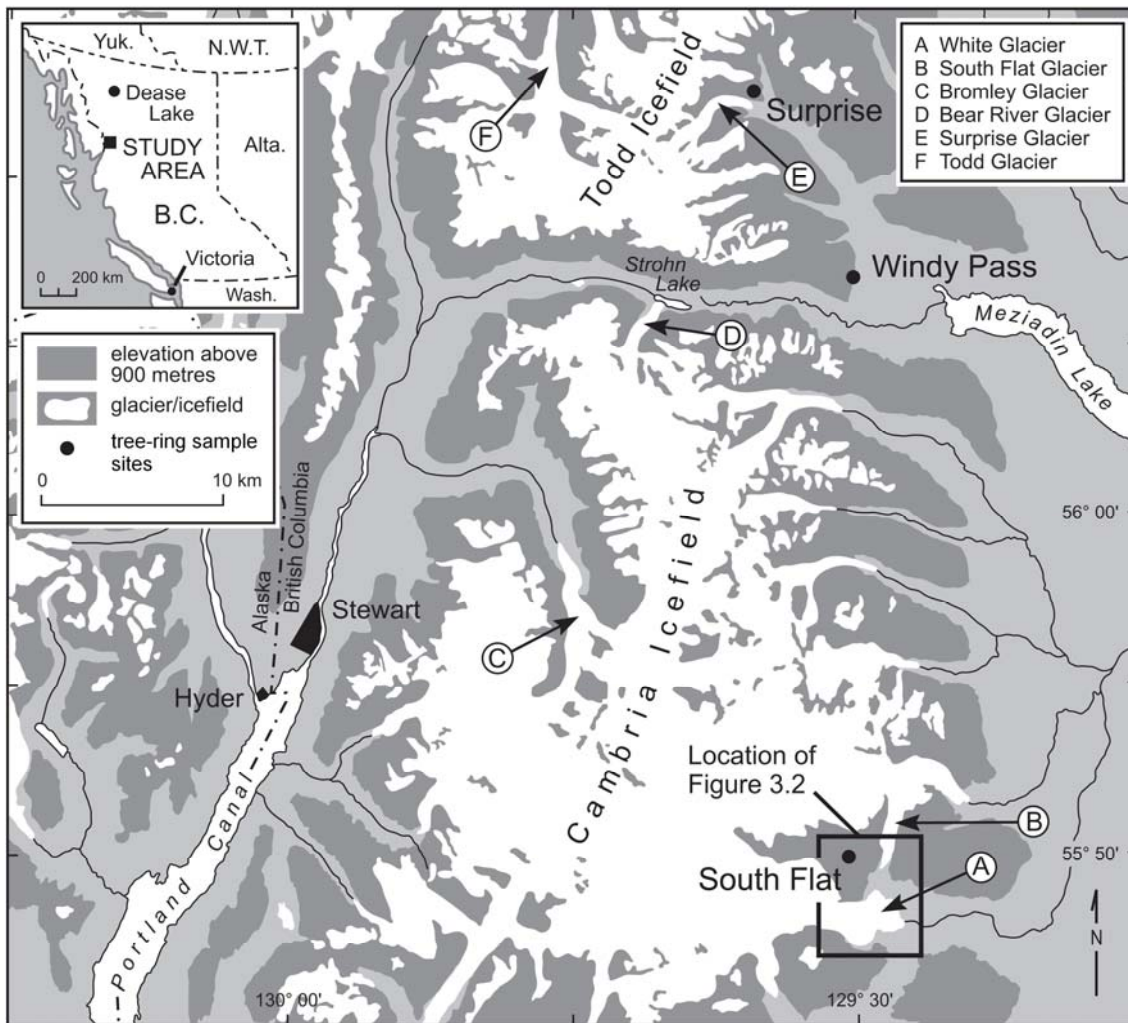 Yuk.
N.W.T.
Dease
Lake
STUDY
AREA
Alta.
B.C.
Victoria
0 200 km
Wash.
elevation above
900 metres
glacier/icefield
tree-ring sample
sites
0 10 km
A White Glacier
B South Flat Glacier
C Bromley Glacier
D Bear River Glacier
E Surprise Glacier
F Todd Glacier
F
Todd Icefield
Surprise
E
Strohn
Lake
Windy Pass
D
Meziadin Lake
56° 00'
Alaska
British Columbia
Stewart
C
Cambria Icefield
Hyder
Portland Canal
Location of
Figure 3.2
B
South Flat
A
55° 50'
N
130° 00'
129° 30'